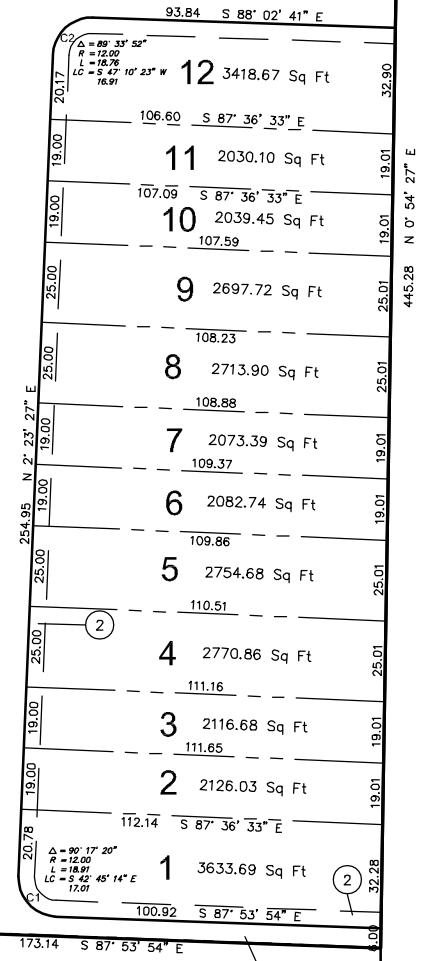 93.84 S 88° 02' 41" E
C2
Δ = 89° 33' 52"
R = 12.00
L = 18.76
LC = S 47° 10' 23" W
16.91
20.17
12 3418.67 Sq Ft
32.90
106.60 S 87° 36' 33" E
19.00
11 2030.10 Sq Ft
19.01
107.09 S 87° 36' 33" E
19.00
10 2039.45 Sq Ft
19.01
107.59
25.00
9 2697.72 Sq Ft
25.01
445.28 N 0° 54' 27" E
108.23
25.00
8 2713.90 Sq Ft
25.01
108.88
19.00
7 2073.39 Sq Ft
19.01
109.37
254.95 N 2° 23' 27" E
19.00
6 2082.74 Sq Ft
19.01
109.86
25.00
5 2754.68 Sq Ft
25.01
110.51
2
25.00
4 2770.86 Sq Ft
25.01
111.16
19.00
3 2116.68 Sq Ft
19.01
111.65
19.00
2 2126.03 Sq Ft
19.01
112.14 S 87° 36' 33" E
20.78
Δ = 90° 17' 20"
R = 12.00
L = 18.91
LC = S 42° 45' 14" E
17.01
1 3633.69 Sq Ft
2
32.28
C1
100.92 S 87° 53' 54" E
6.00
173.14 S 87° 53' 54" E